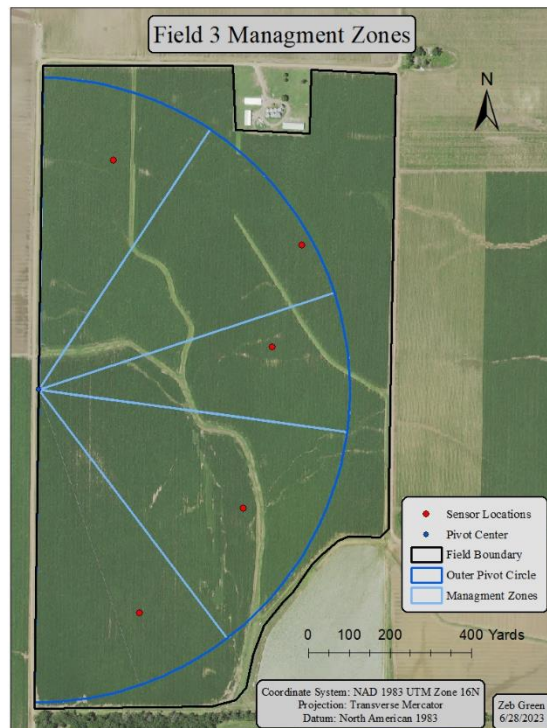 Field 3 Managment Zones
N
Sensor Locations
Pivot Center
Field Boundary
Outer Pivot Circle
Managment Zones
0 100 200 400 Yards
Coordinate System: NAD 1983 UTM Zone 16N
Projection: Transverse Mercator
Datum: North American 1983
Zeb Green
6/28/2023